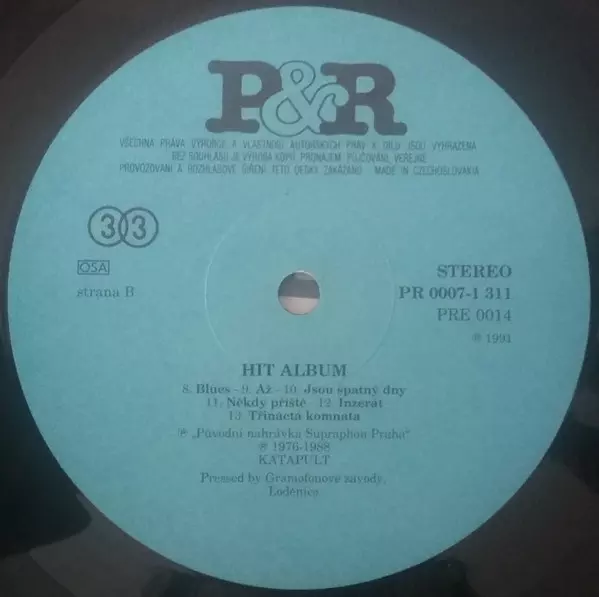 P&R
VŠECHNA PRÁVA VÝROBCE A VLASTNÍKŮ AUTORSKÝCH PRÁV K DÍLU JSOU VYHRAZENA
BEZ SOUHLASU JE VÝROBA KOPIÍ, PRONÁJEM, PŮJČOVÁNÍ, VEŘEJNÉ
PROVOZOVÁNÍ A ROZHLASOVÉ ŠÍŘENÍ TÉTO DESKY ZAKÁZÁNO. MADE IN CZECHOSLOVAKIA
33
OSA
strana B
STEREO
PR 0007-1 311
PRE 0014
℗ 1991
HIT ALBUM
8. Blues - 9. Až - 10. Jsou špatný dny
11. Někdy příště - 12. Inzerát
13. Třináctá komnata
℗ „Původní nahrávka Supraphon Praha“
℗ 1976-1988
KATAPULT
Pressed by Gramofonové závody,
Loděnice